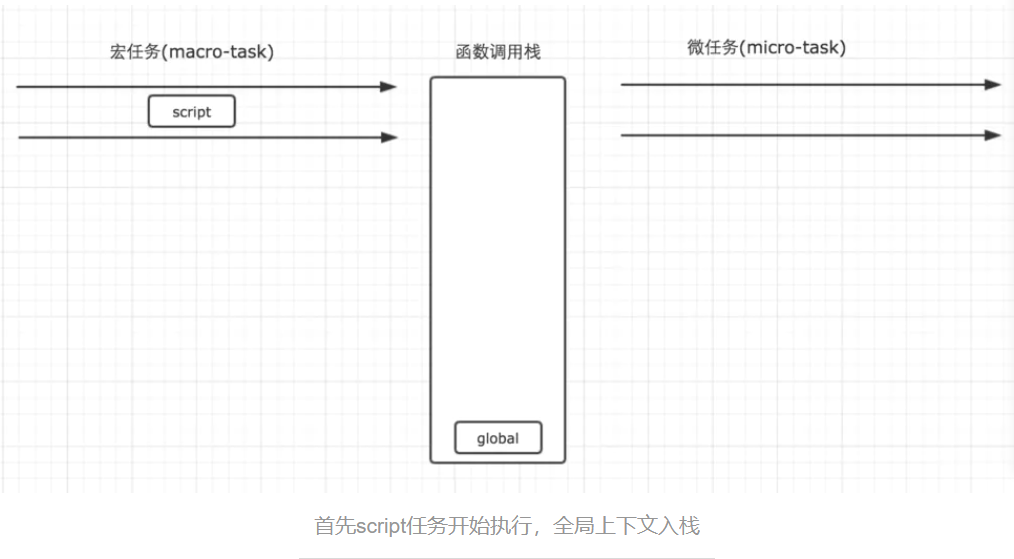 宏任务(macro-task)
函数调用栈
微任务(micro-task)
script
global
首先script任务开始执行，全局上下文入栈